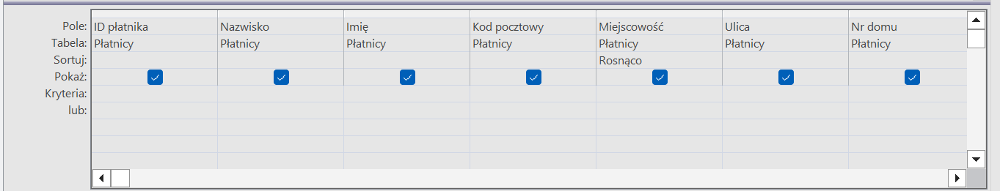 Pole: ID płatnika Nazwisko Imię Kod pocztowy Miejscowość Ulica Nr domu
Tabela: Płatnicy Płatnicy Płatnicy Płatnicy Płatnicy Płatnicy Płatnicy
Sortuj: Rosnąco
Pokaż:
Kryteria:
lub: